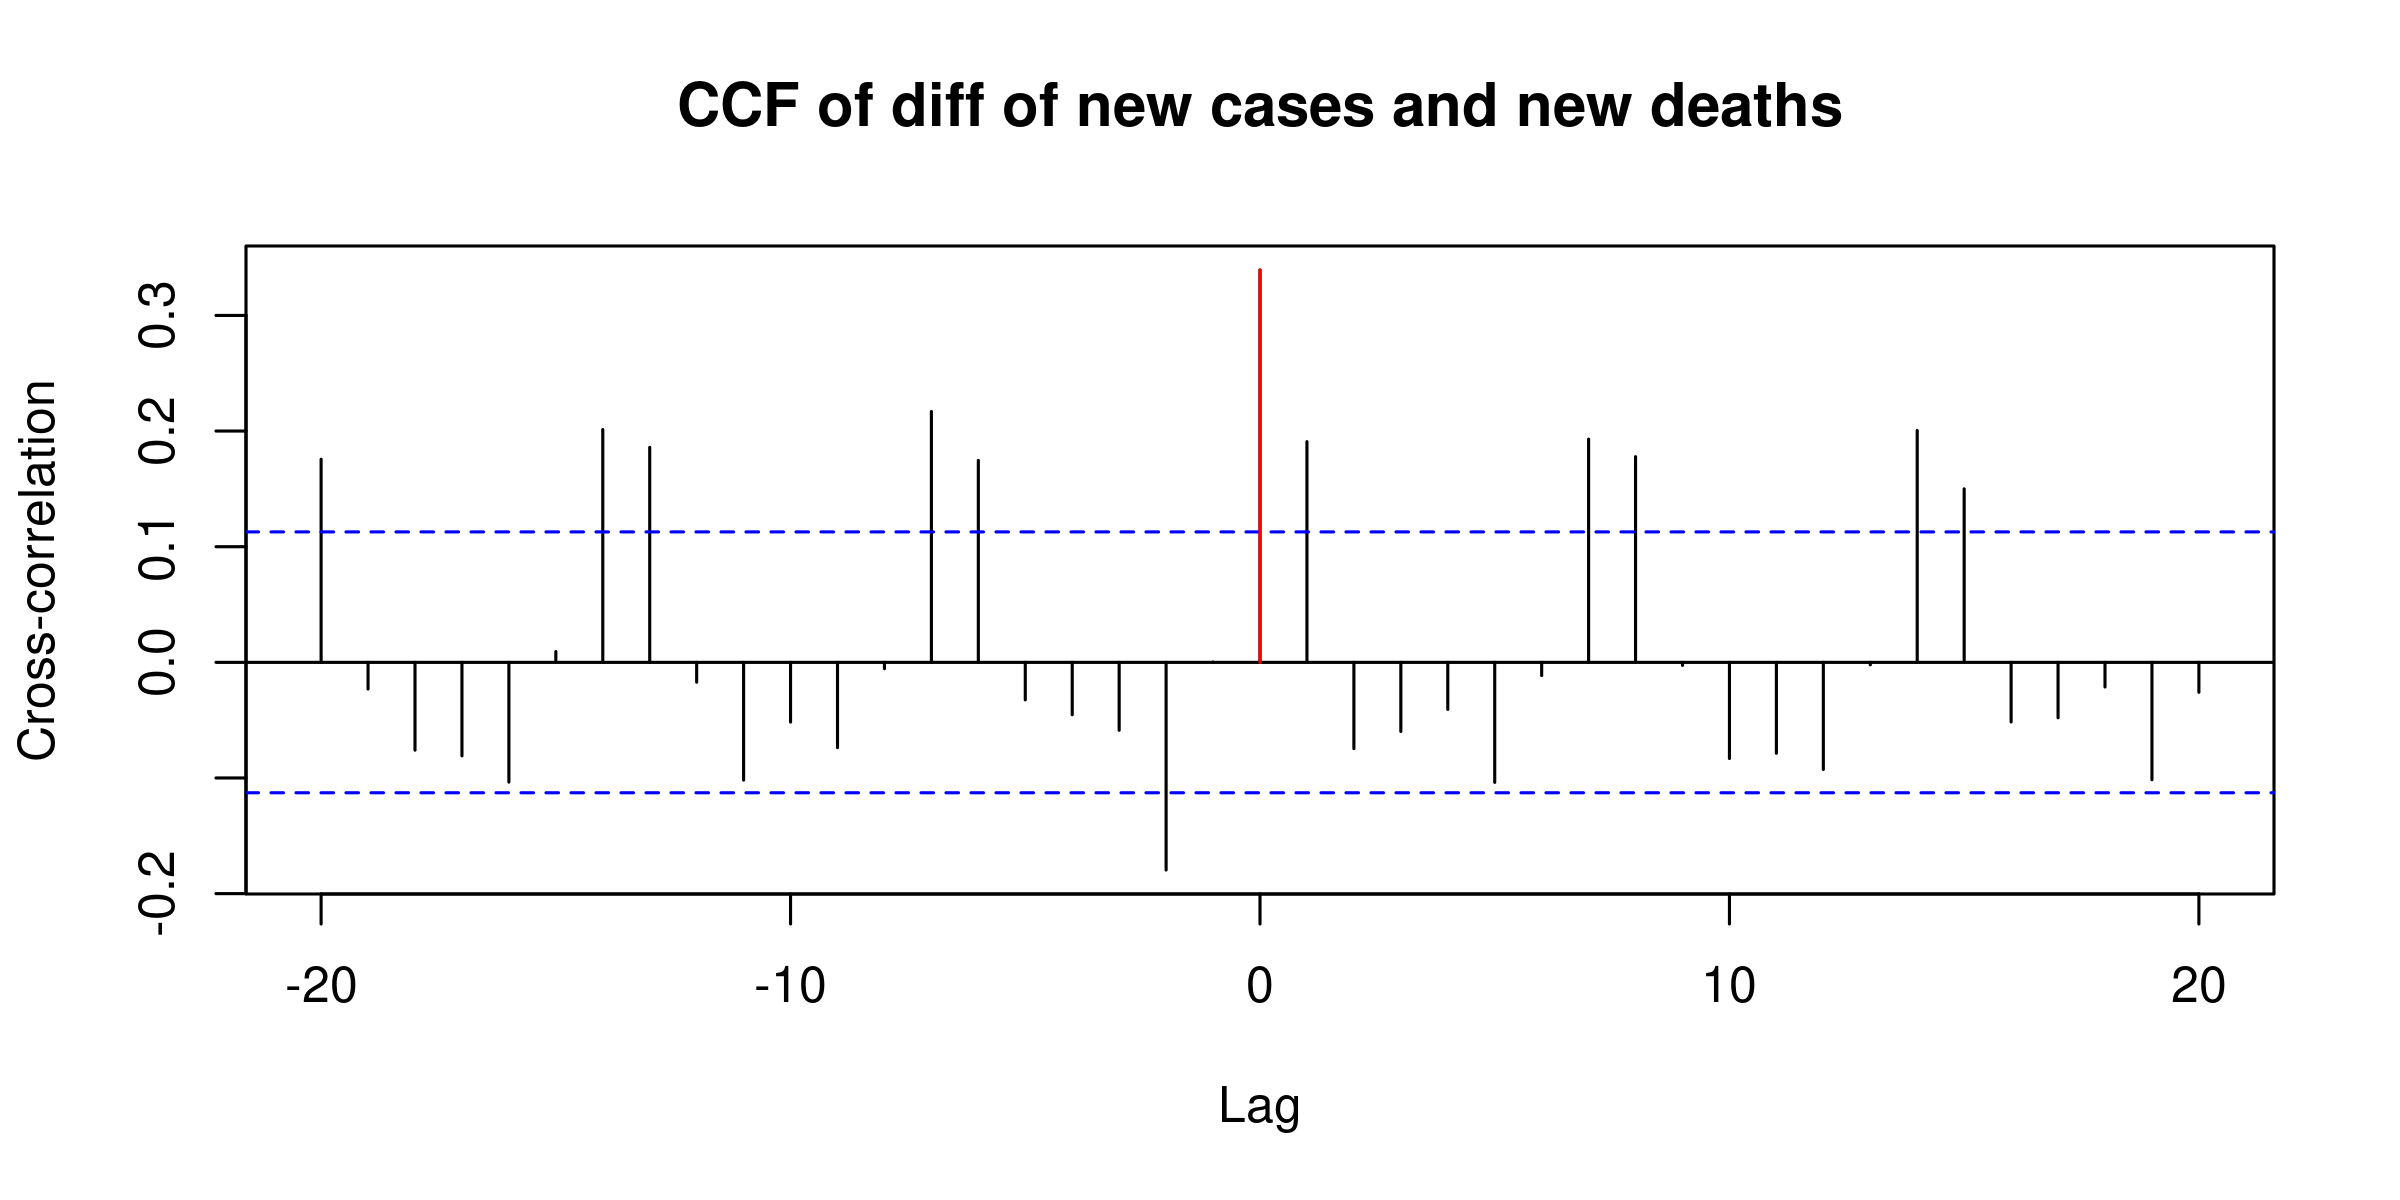 CCF of diff of new cases and new deaths
Cross-correlation
0.3
0.2
0.1
0.0
-0.2
-20 -10 0 10 20
Lag